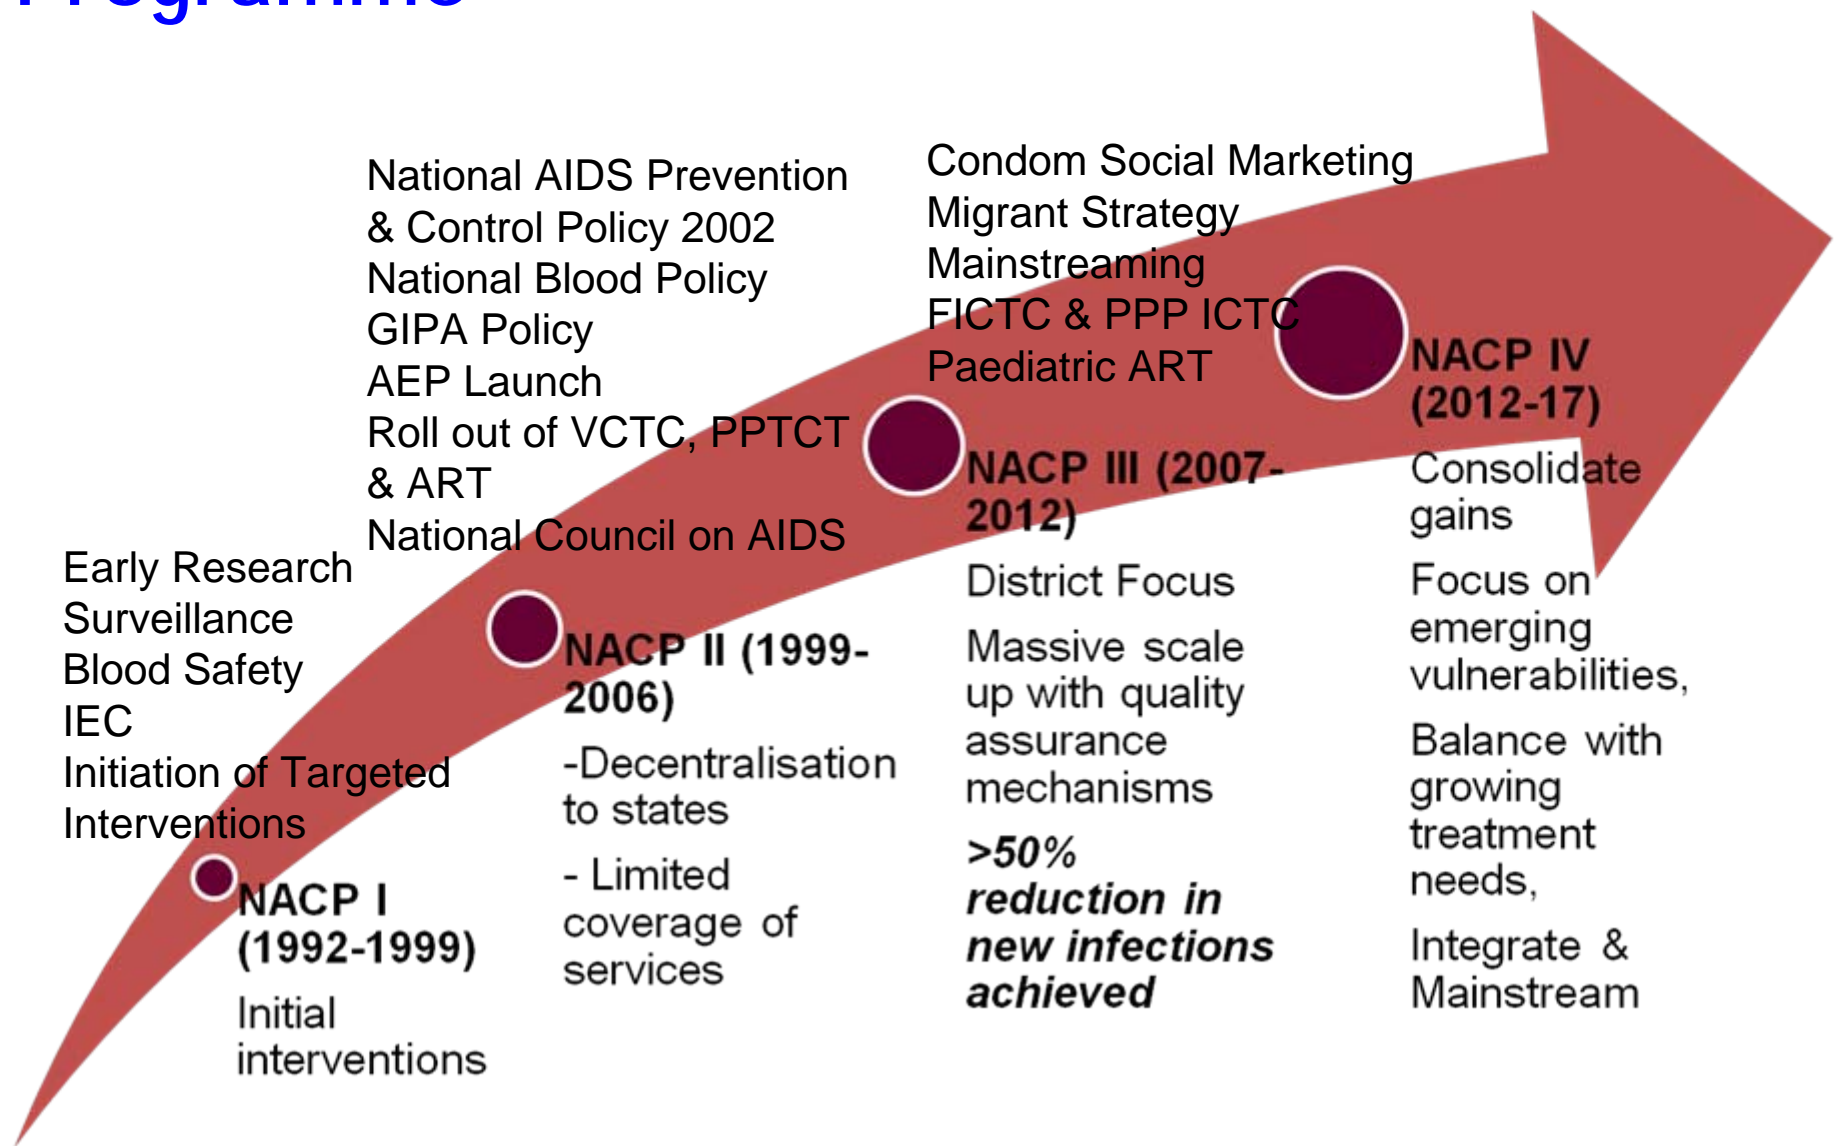 Programme
National AIDS Prevention
& Control Policy 2002
National Blood Policy
GIPA Policy
AEP Launch
Roll out of VCTC, PPTCT
& ART
National Council on AIDS
Condom Social Marketing
Migrant Strategy
Mainstreaming
FICTC & PPP ICTC
Paediatric ART
Early Research
Surveillance
Blood Safety
IEC
Initiation of Targeted
Interventions
NACP I
(1992-1999)
Initial
interventions
NACP II (1999-
2006)
-Decentralisation
to states
- Limited
coverage of
services
NACP III (2007-
2012)
District Focus
Massive scale
up with quality
assurance
mechanisms
>50%
reduction in
new infections
achieved
NACP IV
(2012-17)
Consolidate
gains
Focus on
emerging
vulnerabilities,
Balance with
growing
treatment
needs,
Integrate &
Mainstream